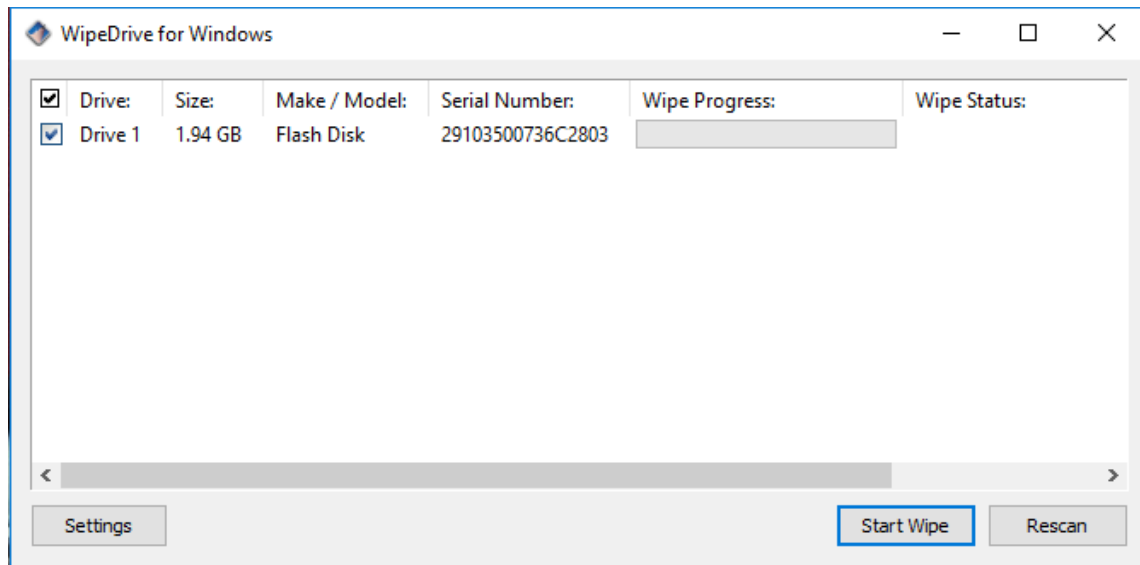 WipeDrive for Windows
Drive: Size: Make / Model: Serial Number: Wipe Progress: Wipe Status:
Drive 1 1.94 GB Flash Disk 29103500736C2803
Settings Start Wipe Rescan